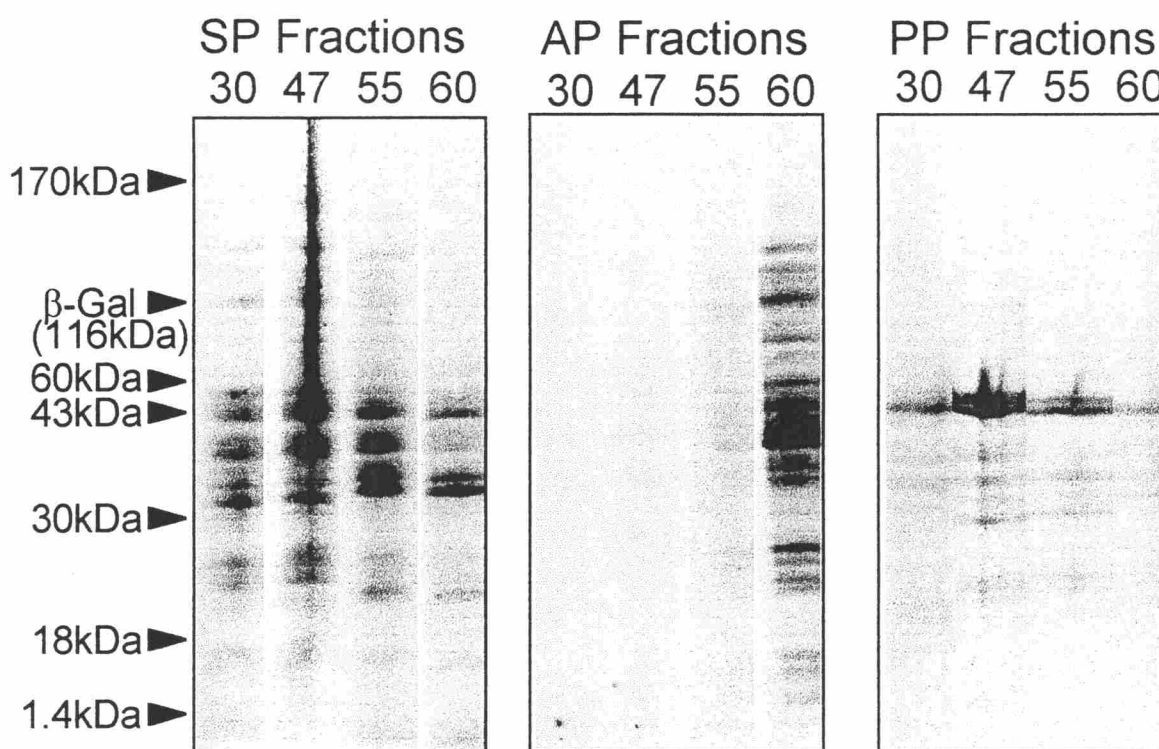 SP Fractions
30 47 55 60
AP Fractions
30 47 55 60
PP Fractions
30 47 55 60
170kDa
β-Gal
(116kDa)
60kDa
43kDa
30kDa
18kDa
1.4kDa